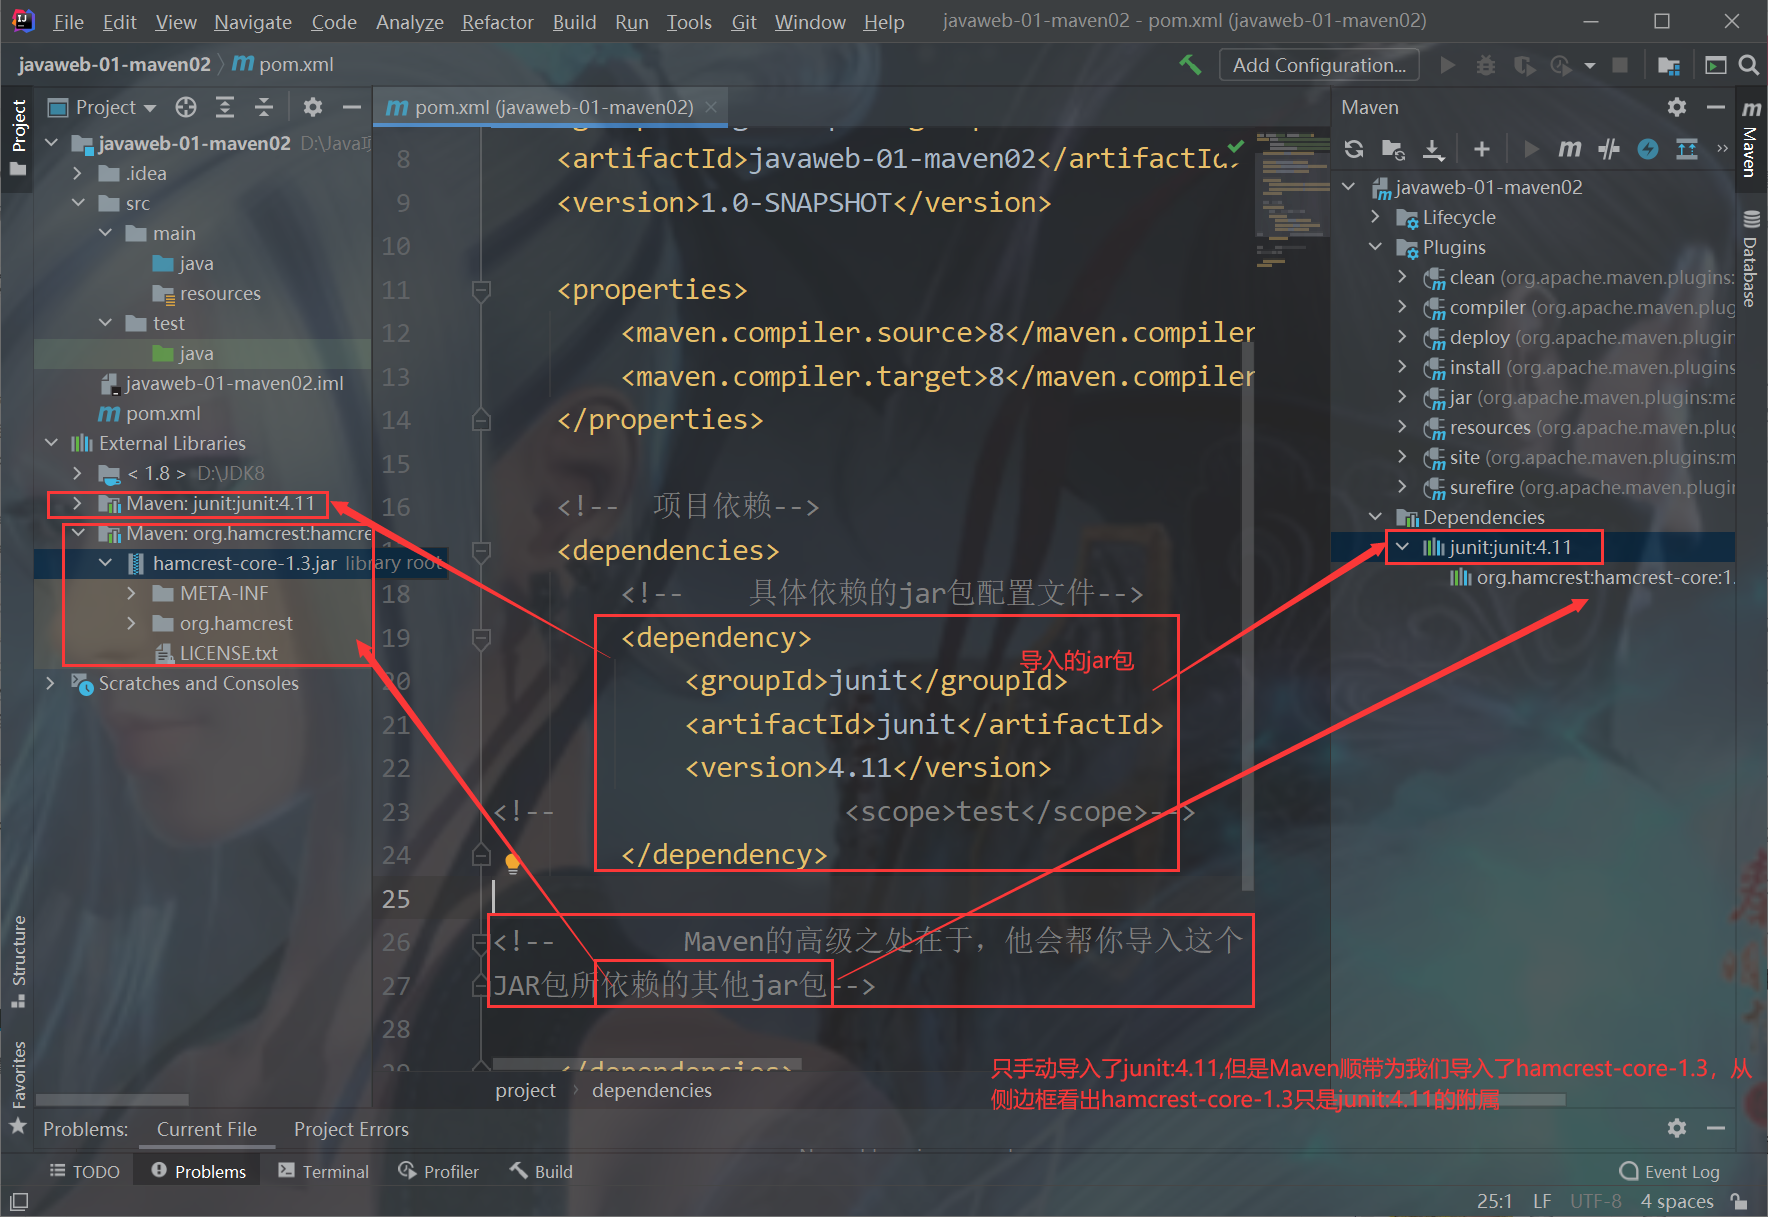 File Edit View Navigate Code Analyze Refactor Build Run Tools Git Window Help javaweb-01-maven02 - pom.xml (javaweb-01-maven02)
javaweb-01-maven02 pom.xml Add Configuration...
Project
Project
pom.xml (javaweb-01-maven02)
javaweb-01-maven02 D:\Java项
.idea
src
main
java
resources
test
java
javaweb-01-maven02.iml
pom.xml
External Libraries
< 1.8 > D:\JDK8
Maven: junit:junit:4.11
Maven: org.hamcrest:hamcre
hamcrest-core-1.3.jar library root
META-INF
org.hamcrest
LICENSE.txt
Scratches and Consoles
Structure
Favorites
8 <artifactId>javaweb-01-maven02</artifactId>
9 <version>1.0-SNAPSHOT</version>
10
11 <properties>
12 <maven.compiler.source>8</maven.compiler
13 <maven.compiler.target>8</maven.compiler
14 </properties>
15
16 <!-- 项目依赖-->
<dependencies>
18 <!-- 具体依赖的jar包配置文件-->
19 <dependency>
导入的jar包
20 <groupId>junit</groupId>
21 <artifactId>junit</artifactId>
22 <version>4.11</version>
23 <!-- <scope>test</scope>-->
24 </dependency>
25
26 <!-- Maven的高级之处在于，他会帮你导入这个
27 JAR包所依赖的其他jar包-->
28
29 </dependencies>
project dependencies
只手动导入了junit:4.11,但是Maven顺带为我们导入了hamcrest-core-1.3，从
侧边框看出hamcrest-core-1.3只是junit:4.11的附属
Maven
javaweb-01-maven02
Lifecycle
Plugins
clean (org.apache.maven.plugins:
compiler (org.apache.maven.plug
deploy (org.apache.maven.plugin
install (org.apache.maven.plugins
jar (org.apache.maven.plugins:ma
resources (org.apache.maven.plug
site (org.apache.maven.plugins:m
surefire (org.apache.maven.plugin
Dependencies
junit:junit:4.11
org.hamcrest:hamcrest-core:1.
Maven
Database
Problems: Current File Project Errors
TODO Problems Terminal Profiler Build Event Log
25:1 LF UTF-8 4 spaces